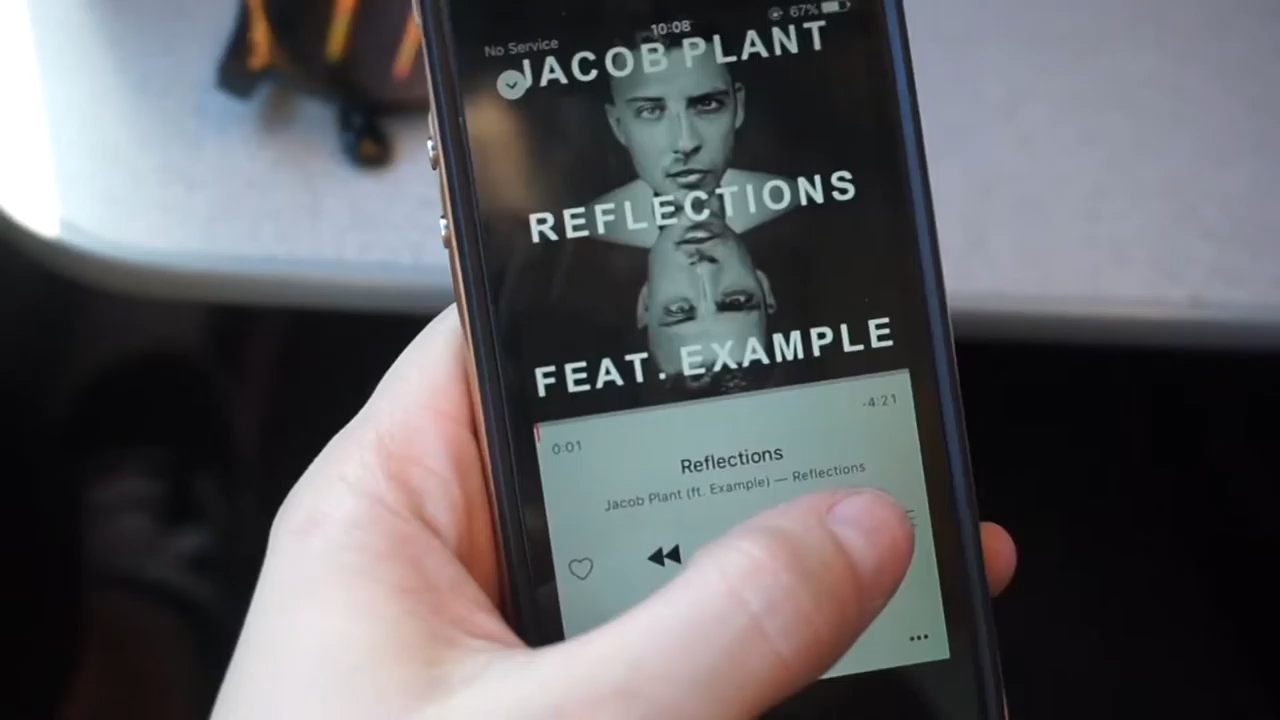 No Service 10:08 67%
JACOB PLANT
REFLECTIONS
FEAT. EXAMPLE
0:01 -4:21
Reflections
Jacob Plant (ft. Example) — Reflections